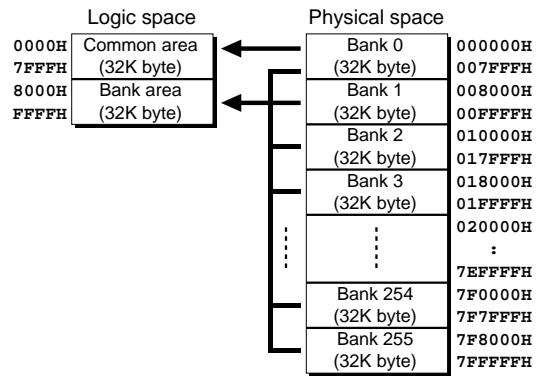 Logic space
Physical space
0000H Common area Bank 0 000000H
7FFFH (32K byte) (32K byte) 007FFFH
8000H Bank area Bank 1 008000H
FFFFH (32K byte) (32K byte) 00FFFFH
Bank 2 010000H
(32K byte) 017FFFH
Bank 3 018000H
(32K byte) 01FFFFH
020000H
:
7EFFFFH
Bank 254 7F0000H
(32K byte) 7F7FFFH
Bank 255 7F8000H
(32K byte) 7FFFFFH